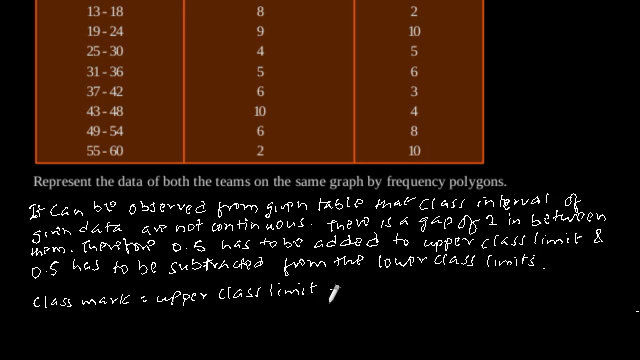 13 - 18 8 2
19 - 24 9 10
25 - 30 4 5
31 - 36 5 6
37 - 42 6 3
43 - 48 10 4
49 - 54 6 8
55 - 60 2 10
Represent the data of both the teams on the same graph by frequency polygons.
It can be observed from given table that class interval of
given data are not continuous. There is a gap of 1 in between
them. Therefore 0.5 has to be added to upper class limit &
0.5 has to be subtracted from the lower class limits.
Class mark = upper class limit